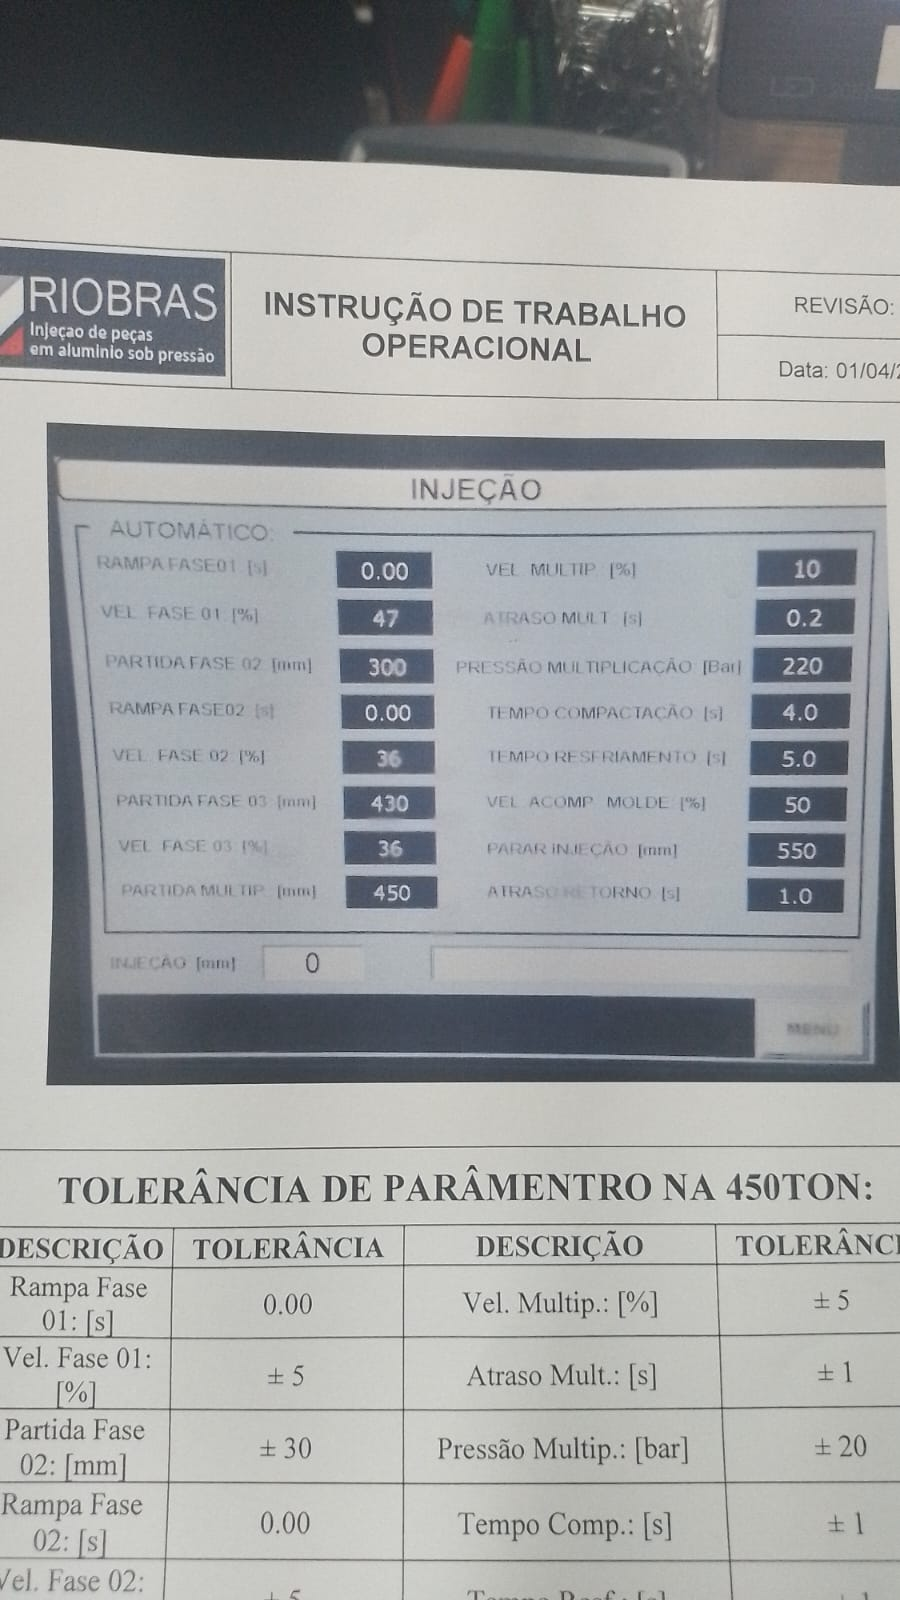 RIOBRAS
Injeçao de peças
em aluminio sob pressão
INSTRUÇÃO DE TRABALHO
OPERACIONAL
REVISÃO:
Data: 01/04/2
INJEÇÃO
AUTOMÁTICO:
RAMPA FASE01 [s] 0.00 VEL MULTIP [%] 10
VEL FASE 01 [%] 47 ATRASO MULT [s] 0.2
PARTIDA FASE 02 [mm] 300 PRESSÃO MULTIPLICAÇÃO [Bar] 220
RAMPA FASE02 [s] 0.00 TEMPO COMPACTAÇÃO [s] 4.0
VEL FASE 02 [%] 36 TEMPO RESFRIAMENTO [s] 5.0
PARTIDA FASE 03 [mm] 430 VEL ACOMP MOLDE [%] 50
VEL FASE 03 [%] 36 PARAR INJEÇÃO [mm] 550
PARTIDA MULTIP [mm] 450 ATRASO RETORNO [s] 1.0
INJEÇÃO [mm] 0
MENU
TOLERÂNCIA DE PARÂMENTRO NA 450TON:
DESCRIÇÃO TOLERÂNCIA DESCRIÇÃO TOLERÂNCI
Rampa Fase
01: [s] 0.00 Vel. Multip.: [%] ± 5
Vel. Fase 01:
[%] ± 5 Atraso Mult.: [s] ± 1
Partida Fase
02: [mm] ± 30 Pressão Multip.: [bar] ± 20
Rampa Fase
02: [s] 0.00 Tempo Comp.: [s] ± 1
Vel. Fase 02:
± 5